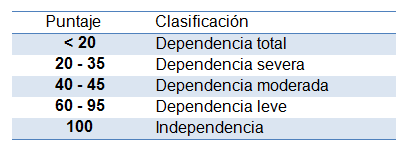 Puntaje Clasificación
< 20 Dependencia total
20 - 35 Dependencia severa
40 - 45 Dependencia moderada
60 - 95 Dependencia leve
100 Independencia